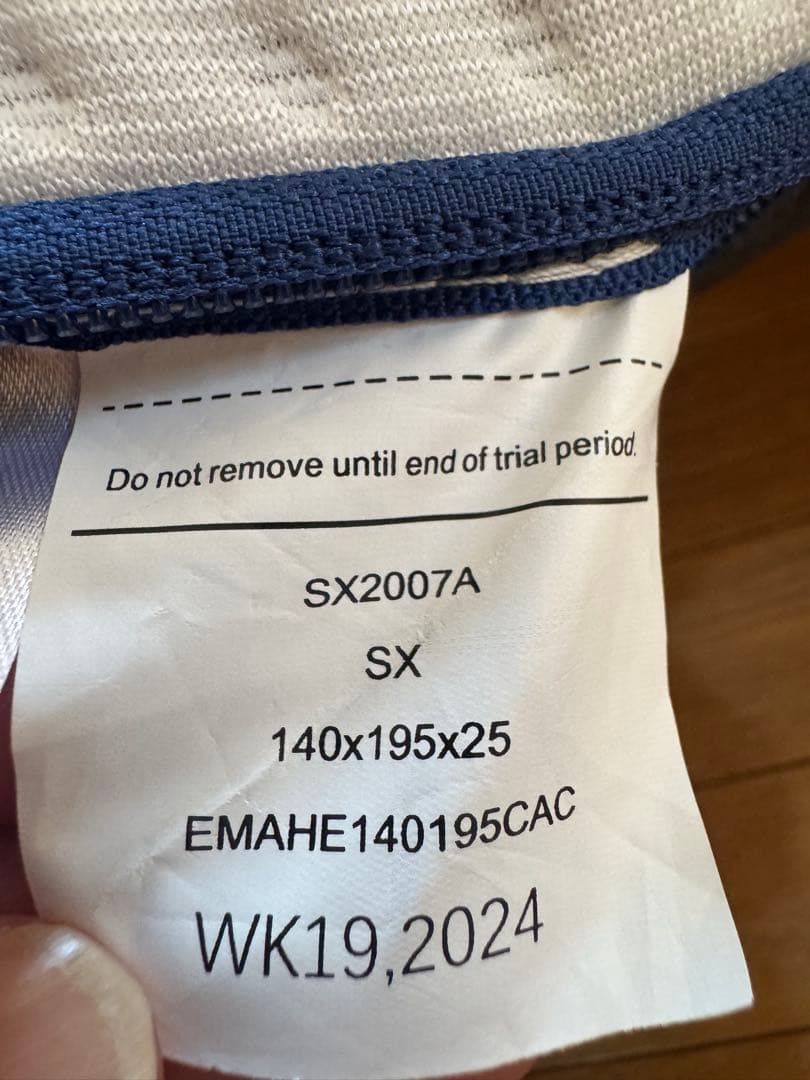 Do not remove until end of trial period.
SX2007A
SX
140x195x25
EMAHE140195CAC
WK19,2024